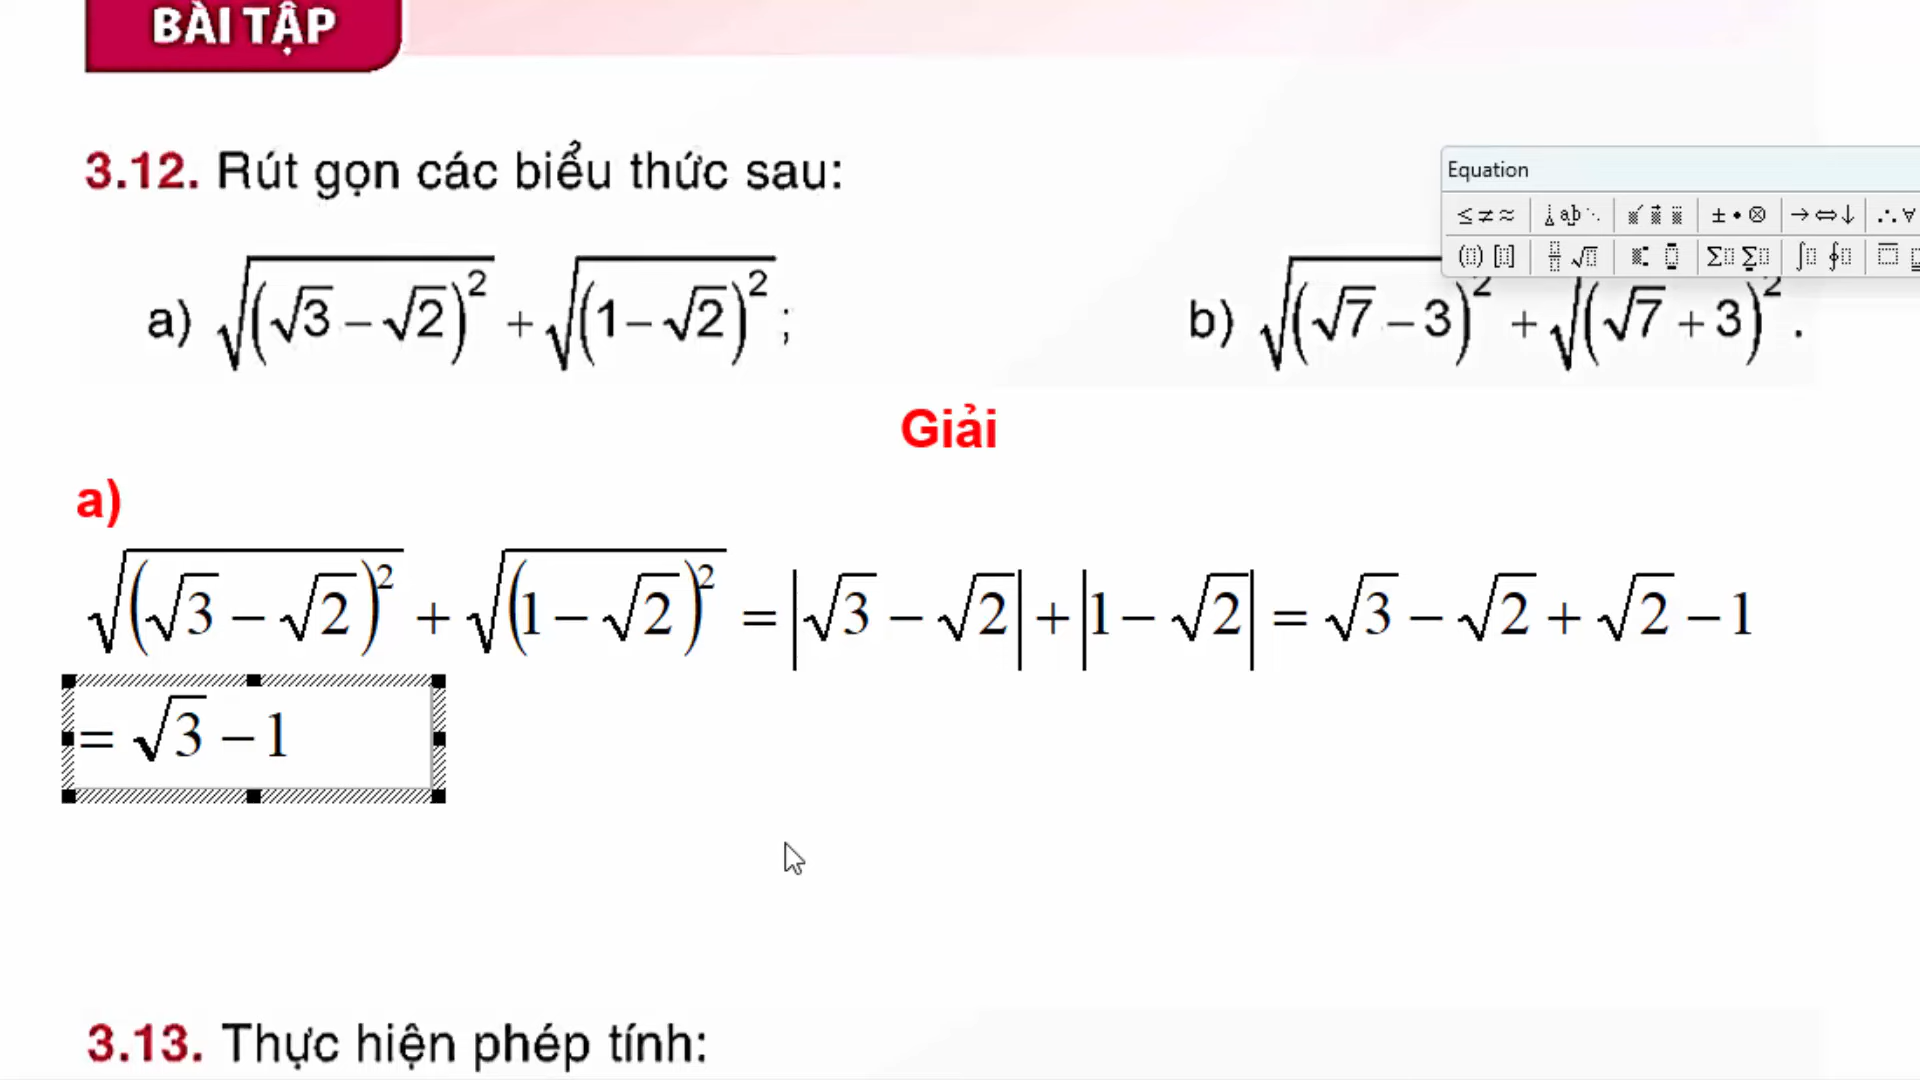 BÀI TẬP
3.12. Rút gọn các biểu thức sau:
Equation
a) √(√3 − √2)² + √(1 − √2)² ;
b) √(√7 − 3)² + √(√7 + 3)² .
Giải
a)
√(√3 − √2)² + √(1 − √2)² = |√3 − √2| + |1 − √2| = √3 − √2 + √2 − 1
= √3 − 1
3.13. Thực hiện phép tính: